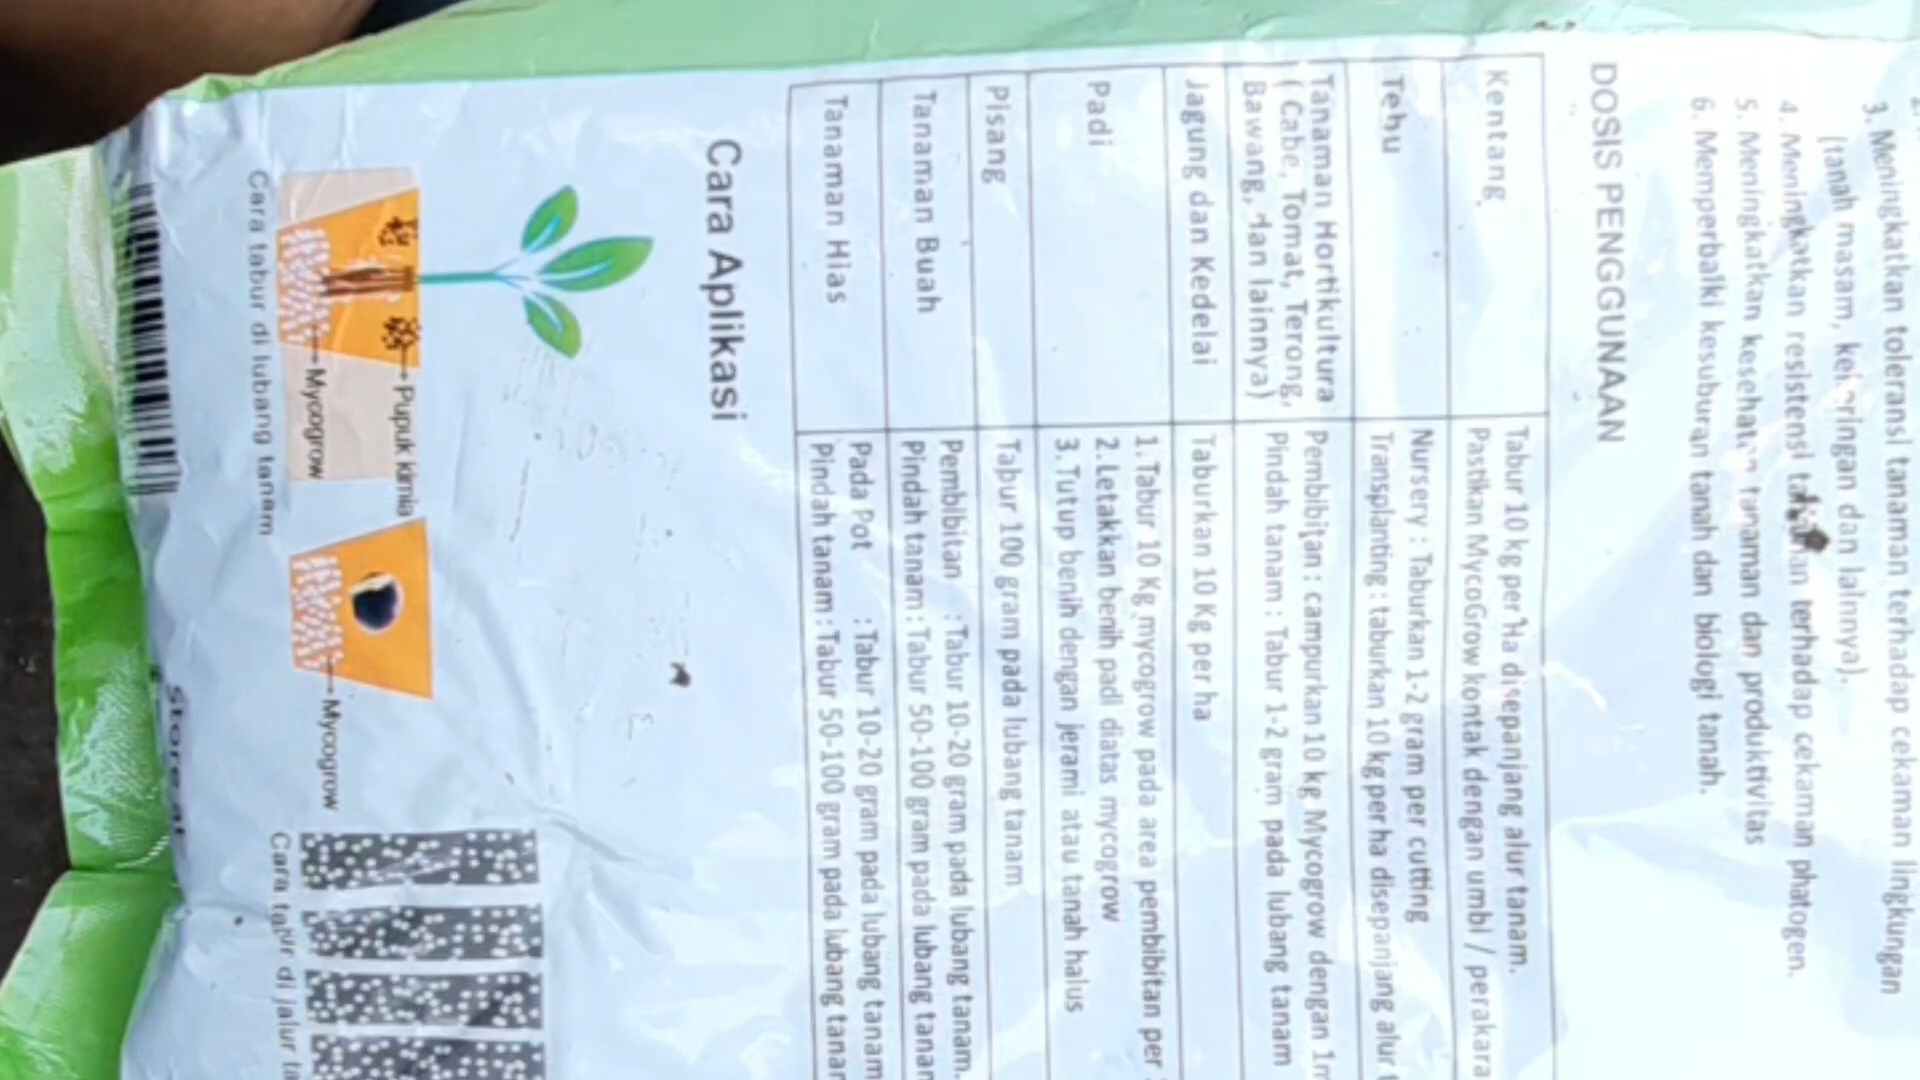 3. Meningkatkan toleransi tanaman terhadap cekaman lingkungan
(tanah masam, kekeringan dan lainnya).
4. Meningkatkan resistensi terhadap cekaman phatogen.
5. Meningkatkan kesehatan tanaman dan produktivitas
6. Memperbaiki kesuburan tanah dan biologi tanah.
DOSIS PENGGUNAAN
Kentang
Tabur 10 kg per Ha disepanjang alur tanam.
Pastikan MycoGrow kontak dengan umbi /
Tebu
Nursery : Taburkan 1-2 gram per cutting
Transplanting : taburkan 10 kg per ha disepanjang
Tanaman Hortikultura
( Cabe, Tomat, Terong,
Bawang, dan lainnya)
Pembibitan : campurkan 10 kg Mycogrow dengan
Pindah tanam : Tabur 1-2 gram pada lubang tanam
Jagung dan Kedelai
Taburkan 10 Kg per ha
Padi
1. Tabur 10 Kg mycogrow pada area pembibitan per
2. Letakkan benih padi diatas mycogrow
3. Tutup benih dengan jerami atau tanah halus
Pisang
Tabur 100 gram pada lubang tanam
Tanaman Buah
Pembibitan : Tabur 10-20 gram pada lubang tanam.
Pindah tanam : Tabur 50-100 gram pada lubang
Tanaman Hias
Pada Pot : Tabur 10-20 gram pada lubang tanam
Pindah tanam : Tabur 50-100 gram pada lubang
Cara Aplikasi
Pupuk kimia
Mycogrow
Mycogrow
Cara tabur di lubang tanam
Cara tabur di jalur